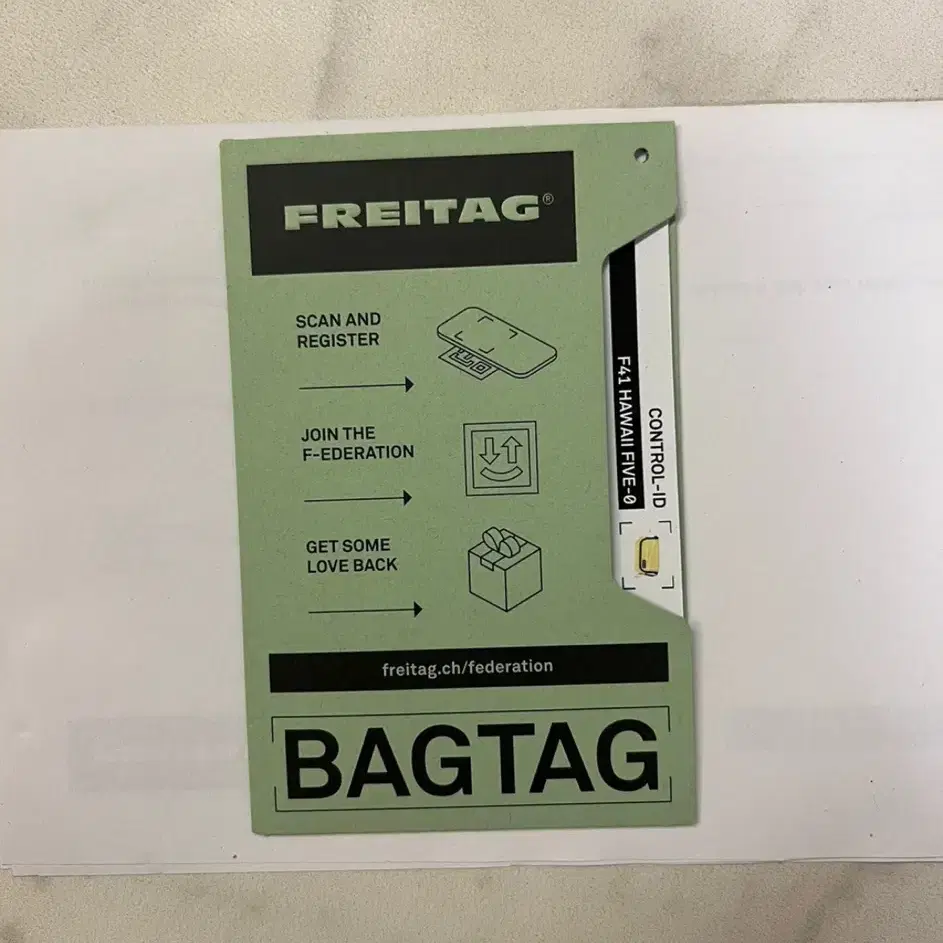 FREITAG®
SCAN AND
REGISTER
JOIN THE
F-EDERATION
GET SOME
LOVE BACK
freitag.ch/federation
BAGTAG
CONTROL-ID
F41 HAWAII FIVE-0